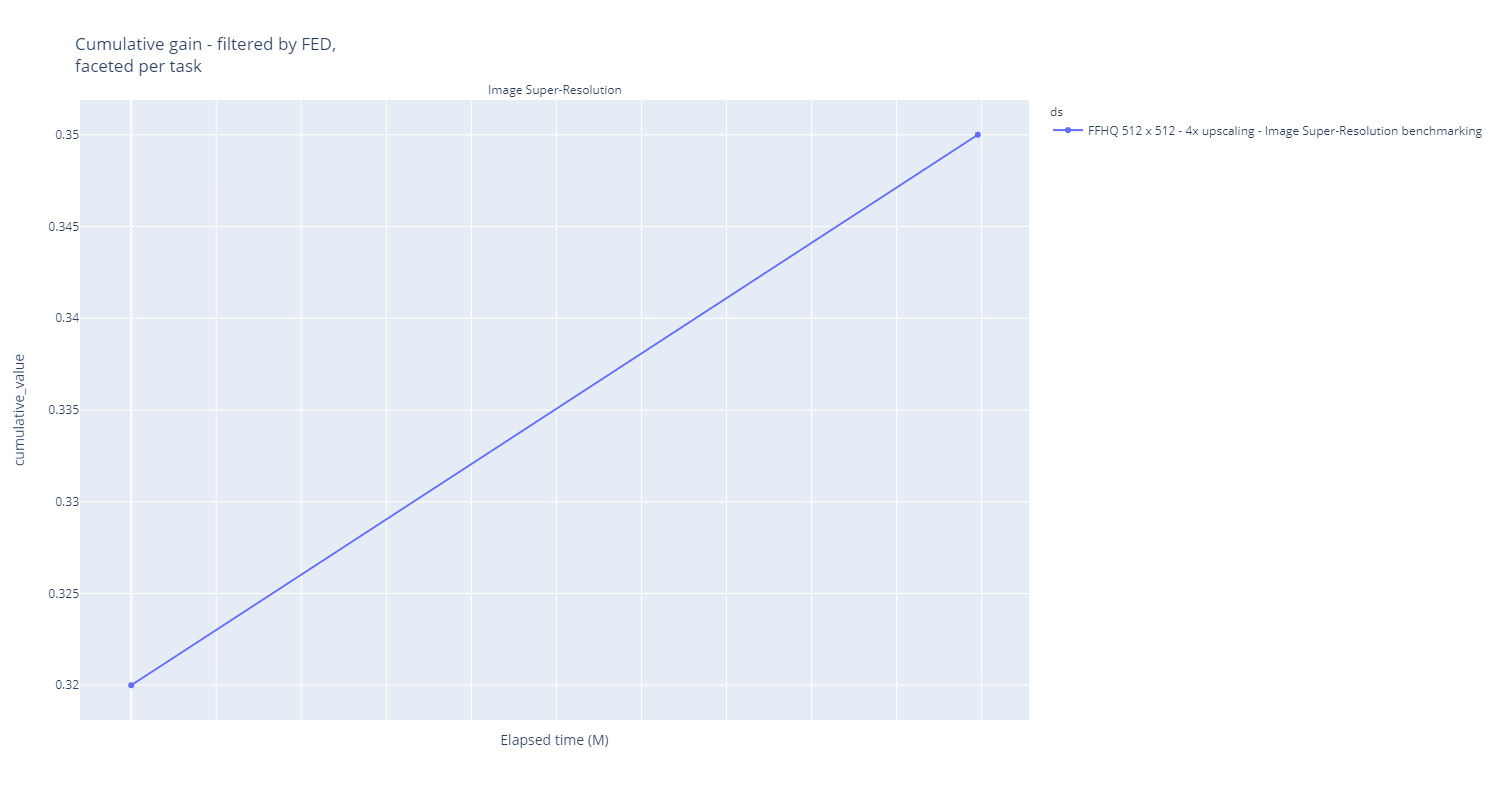 Cumulative gain - filtered by FED,
faceted per task
Image Super-Resolution
ds
FFHQ 512 x 512 - 4x upscaling - Image Super-Resolution benchmarking
0.35
0.345
0.34
0.335
0.33
0.325
0.32
cumulative_value
Elapsed time (M)